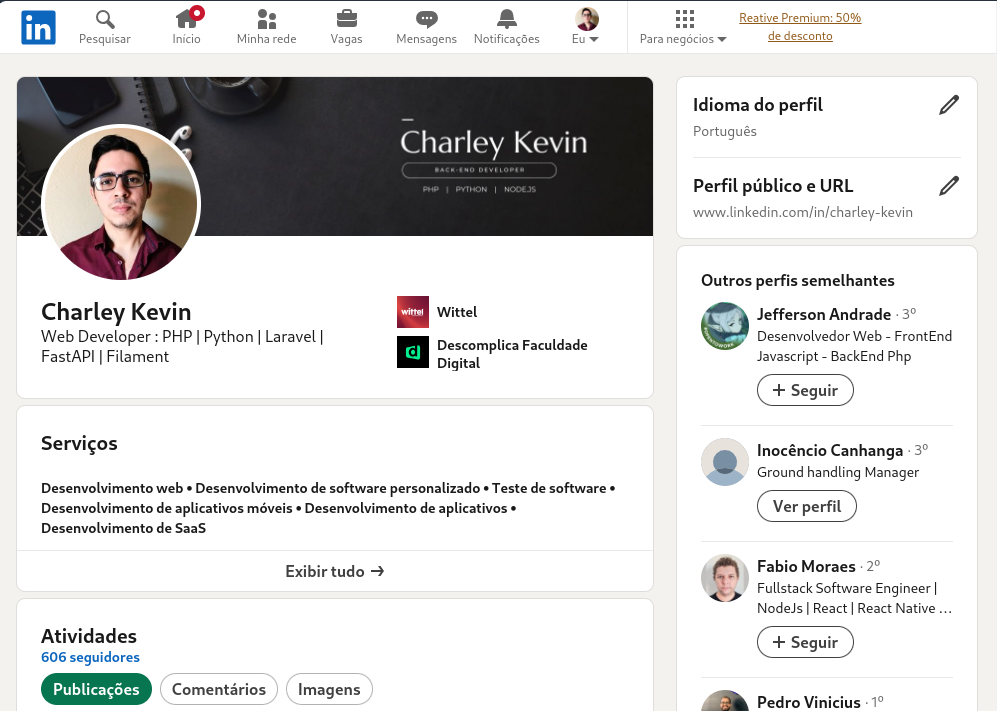 in
Pesquisar
Início
Minha rede
Vagas
Mensagens
Notificações
Eu
Para negócios
Reative Premium: 50%
de desconto
Charley Kevin
BACK-END DEVELOPER
PHP | PYTHON | NODEJS
Charley Kevin
Web Developer : PHP | Python | Laravel |
FastAPI | Filament
wittel
Wittel
Descomplica Faculdade
Digital
Serviços
Desenvolvimento web • Desenvolvimento de software personalizado • Teste de software •
Desenvolvimento de aplicativos móveis • Desenvolvimento de aplicativos •
Desenvolvimento de SaaS
Exibir tudo →
Atividades
606 seguidores
Publicações
Comentários
Imagens
Idioma do perfil
Português
Perfil público e URL
www.linkedin.com/in/charley-kevin
Outros perfis semelhantes
Jefferson Andrade · 3º
Desenvolvedor Web - FrontEnd
Javascript - BackEnd Php
+ Seguir
Inocêncio Canhanga · 3º
Ground handling Manager
Ver perfil
Fabio Moraes · 2º
Fullstack Software Engineer |
NodeJs | React | React Native …
+ Seguir
Pedro Vinicius · 1º